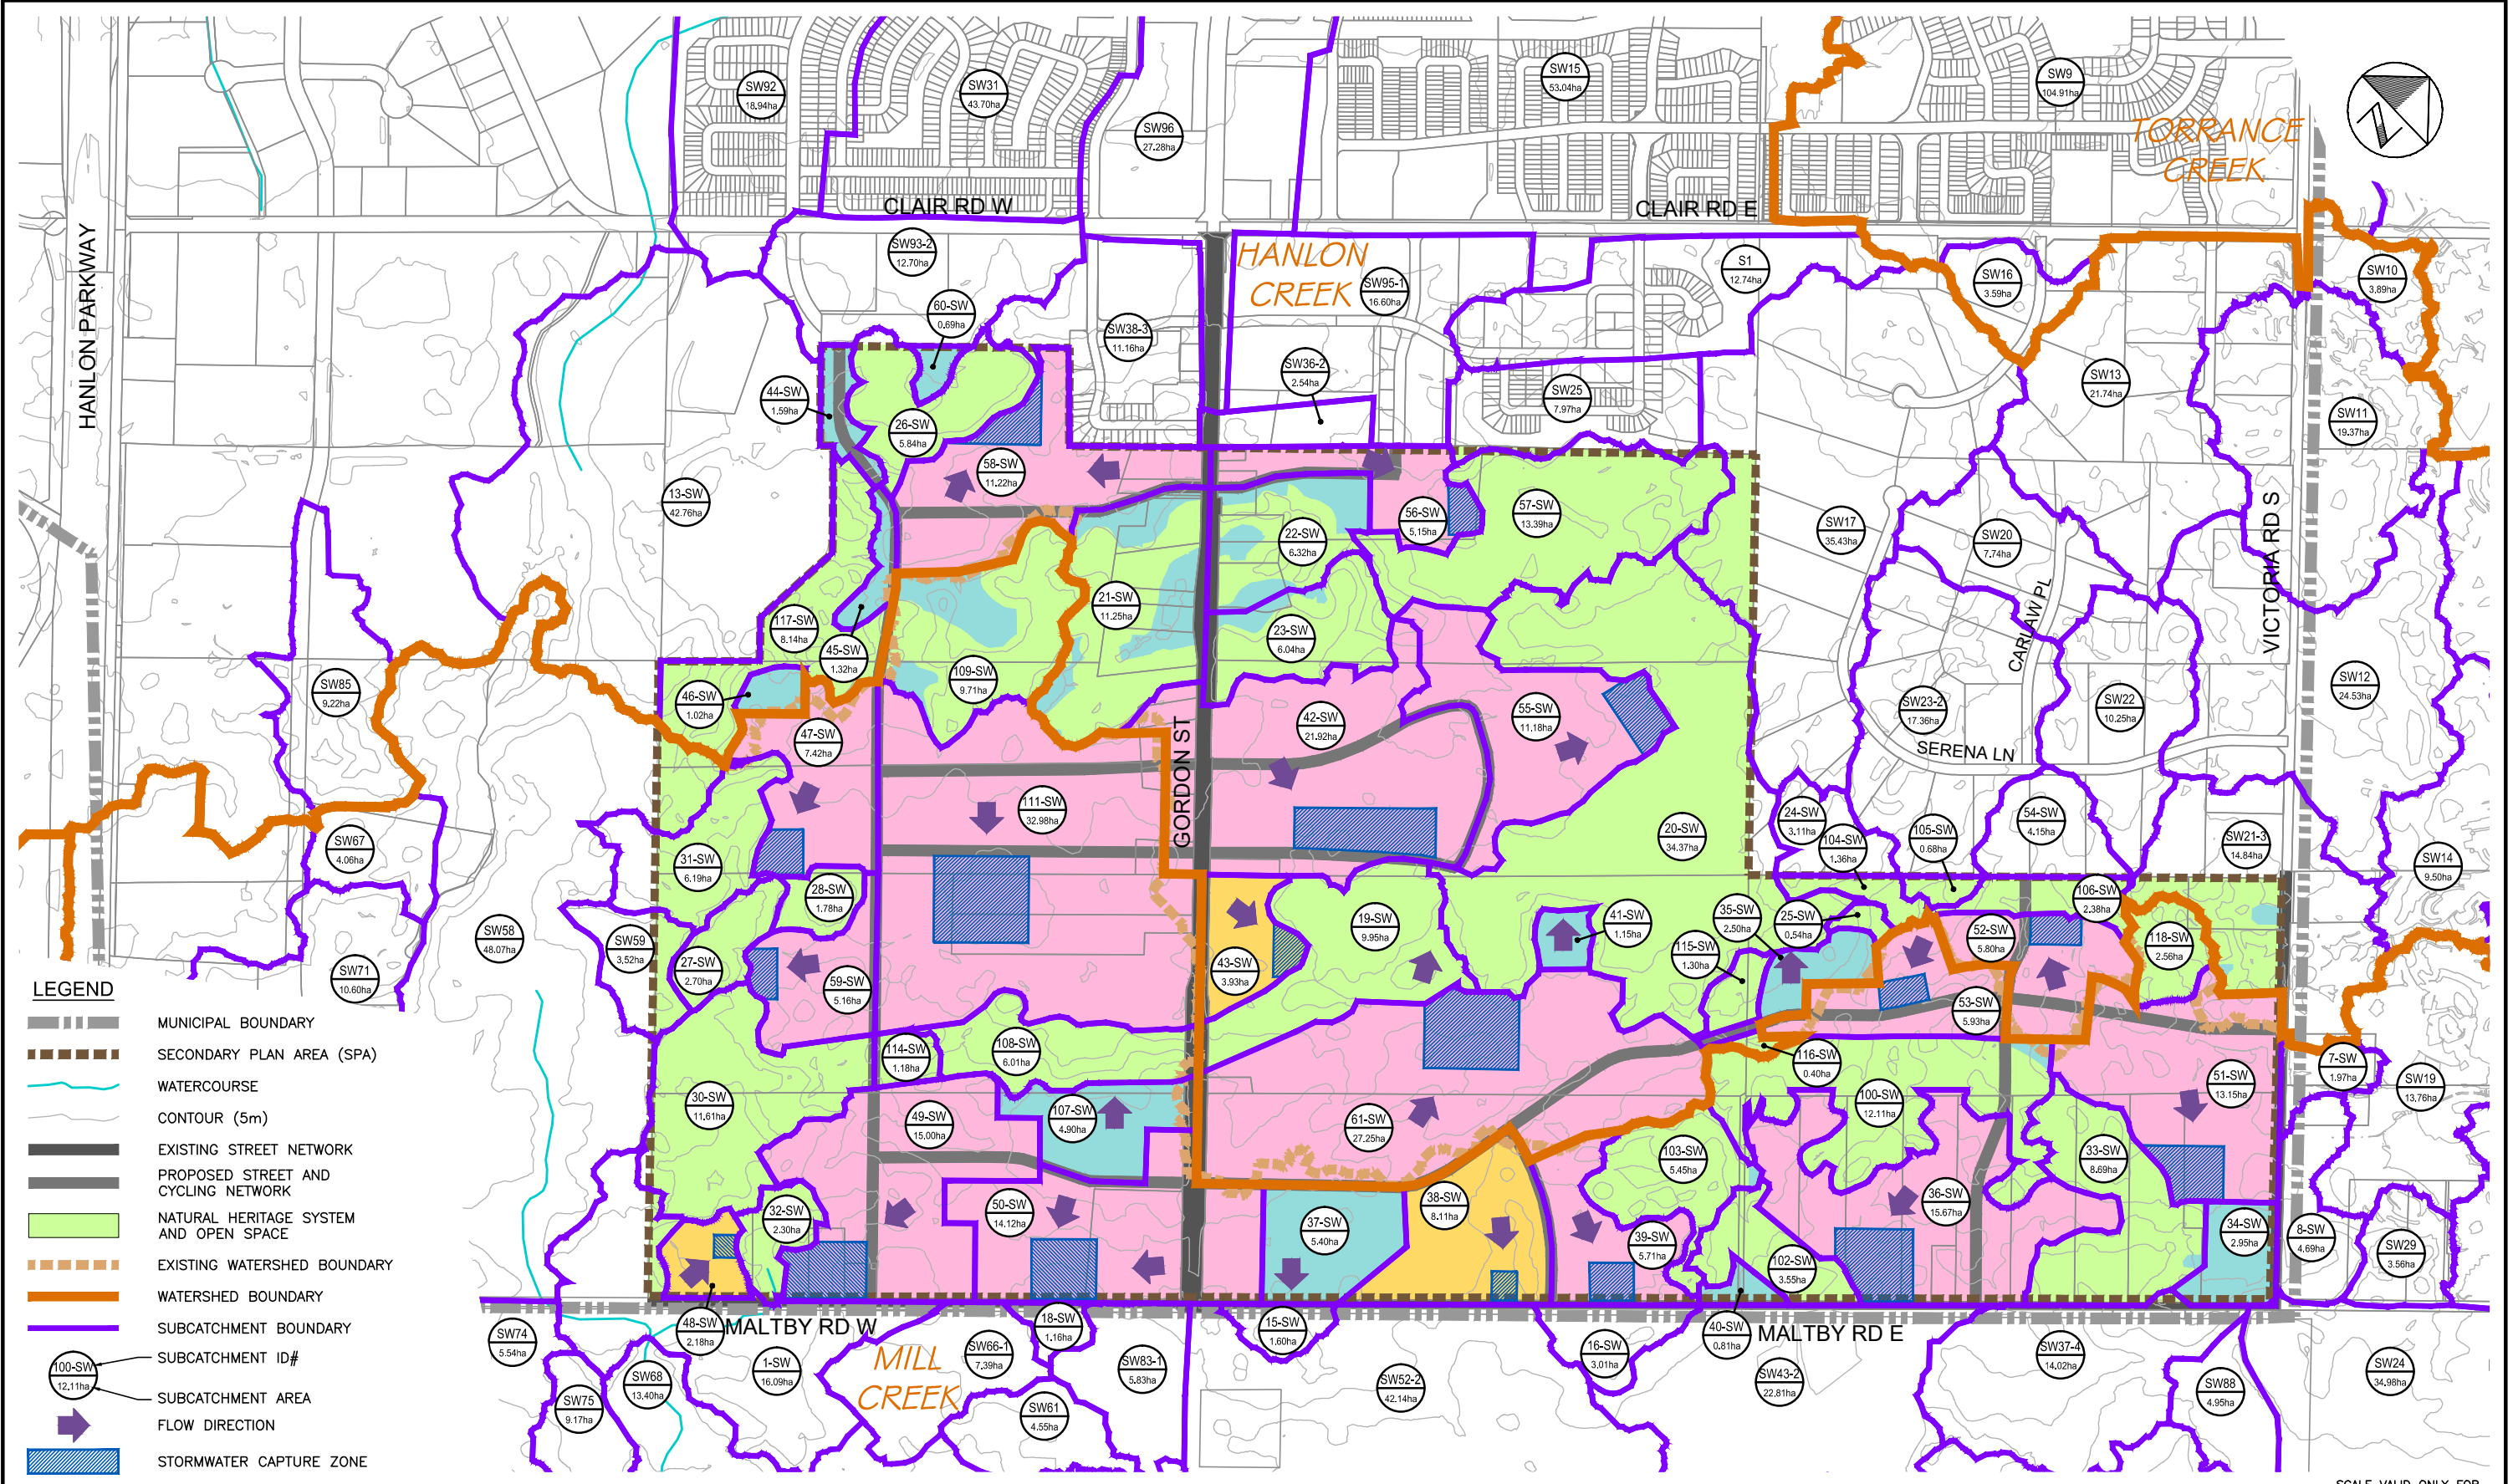 SW92
18.94ha
SW31
43.70ha
SW96
27.28ha
SW15
53.04ha
SW9
104.91ha
TORRANCE
CREEK
CLAIR RD W
CLAIR RD E
HANLON PARKWAY
SW93-2
12.70ha
HANLON
CREEK
SW95-1
16.60ha
S1
12.74ha
SW16
3.59ha
SW10
3.89ha
60-SW
0.69ha
SW38-3
11.16ha
SW36-2
2.54ha
SW25
7.97ha
SW13
21.74ha
SW11
19.37ha
44-SW
1.59ha
26-SW
5.84ha
58-SW
11.22ha
13-SW
42.76ha
56-SW
5.15ha
57-SW
13.39ha
22-SW
6.32ha
SW17
35.43ha
SW20
7.74ha
VICTORIA RD S
CARLAW PL
117-SW
8.14ha
45-SW
1.32ha
21-SW
11.25ha
23-SW
6.04ha
109-SW
9.71ha
46-SW
1.02ha
SW85
9.22ha
47-SW
7.42ha
42-SW
21.92ha
55-SW
11.18ha
SW23-2
17.36ha
SW22
10.25ha
SW12
24.53ha
SERENA LN
GORDON ST
111-SW
32.98ha
20-SW
34.37ha
24-SW
3.11ha
104-SW
1.36ha
105-SW
0.68ha
54-SW
4.15ha
SW21-3
14.84ha
SW14
9.50ha
SW67
4.06ha
31-SW
6.19ha
28-SW
1.78ha
19-SW
9.95ha
41-SW
1.15ha
35-SW
2.50ha
25-SW
0.54ha
106-SW
2.38ha
52-SW
5.80ha
118-SW
2.56ha
SW58
48.07ha
SW59
3.52ha
27-SW
2.70ha
59-SW
5.16ha
43-SW
3.93ha
115-SW
1.30ha
SW71
10.60ha
53-SW
5.93ha
114-SW
1.18ha
108-SW
6.01ha
116-SW
0.40ha
7-SW
1.97ha
SW19
13.76ha
51-SW
13.15ha
30-SW
11.61ha
49-SW
15.00ha
107-SW
4.90ha
61-SW
27.25ha
100-SW
12.11ha
103-SW
5.45ha
33-SW
8.69ha
32-SW
2.30ha
50-SW
14.12ha
37-SW
5.40ha
38-SW
8.11ha
39-SW
5.71ha
36-SW
15.67ha
34-SW
2.95ha
8-SW
4.69ha
SW29
3.56ha
102-SW
3.55ha
48-SW
2.18ha
MALTBY RD W
MALTBY RD E
SW74
5.54ha
18-SW
1.16ha
15-SW
1.60ha
40-SW
0.81ha
16-SW
3.01ha
SW37-4
14.02ha
SW24
34.98ha
1-SW
16.09ha
MILL
CREEK
SW66-1
7.39ha
SW83-1
5.83ha
SW68
13.40ha
SW75
9.17ha
SW61
4.55ha
SW52-2
42.14ha
SW43-2
22.81ha
SW88
4.95ha
LEGEND
MUNICIPAL BOUNDARY
SECONDARY PLAN AREA (SPA)
WATERCOURSE
CONTOUR (5m)
EXISTING STREET NETWORK
PROPOSED STREET AND
CYCLING NETWORK
NATURAL HERITAGE SYSTEM
AND OPEN SPACE
EXISTING WATERSHED BOUNDARY
WATERSHED BOUNDARY
SUBCATCHMENT BOUNDARY
100-SW
12.11ha
SUBCATCHMENT ID#
SUBCATCHMENT AREA
FLOW DIRECTION
STORMWATER CAPTURE ZONE
SCALE VALID ONLY FOR